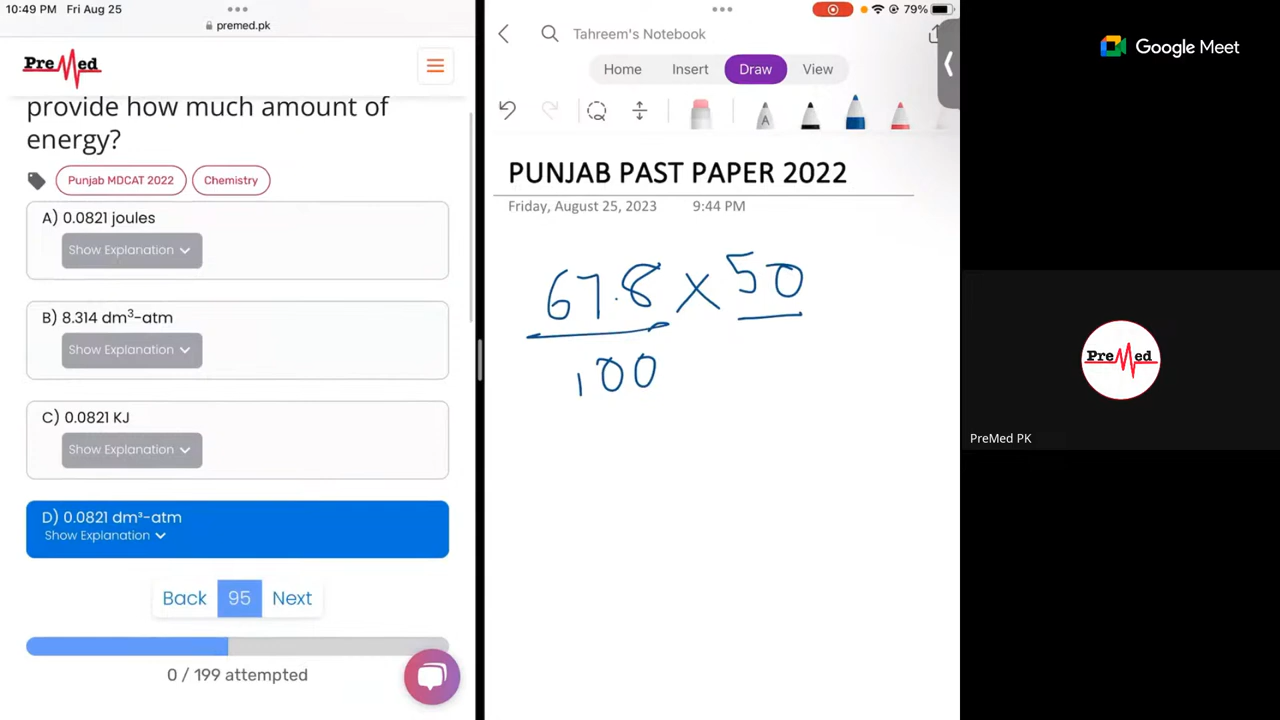 10:49 PM Fri Aug 25
premed.pk
PreMed
provide how much amount of
energy?
Punjab MDCAT 2022
Chemistry
A) 0.0821 joules
Show Explanation
B) 8.314 dm³-atm
Show Explanation
C) 0.0821 KJ
Show Explanation
D) 0.0821 dm³-atm
Show Explanation
Back 95 Next
0 / 199 attempted
79%
Tahreem's Notebook
Home Insert Draw View
A
PUNJAB PAST PAPER 2022
Friday, August 25, 2023 9:44 PM
67.8 × 50
100
Google Meet
PreMed
PreMed PK